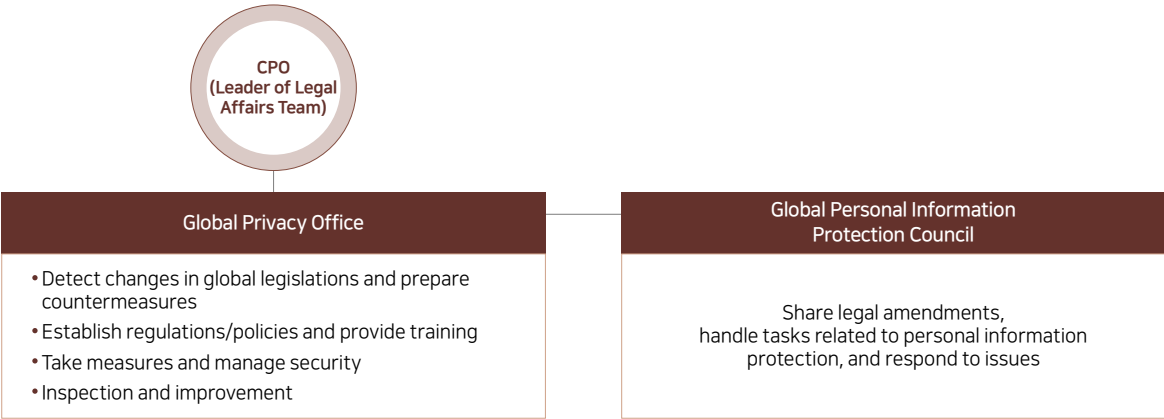 CPO
(Leader of Legal
Affairs Team)
Global Privacy Office
• Detect changes in global legislations and prepare
countermeasures
• Establish regulations/policies and provide training
• Take measures and manage security
• Inspection and improvement
Global Personal Information
Protection Council
Share legal amendments,
handle tasks related to personal information
protection, and respond to issues